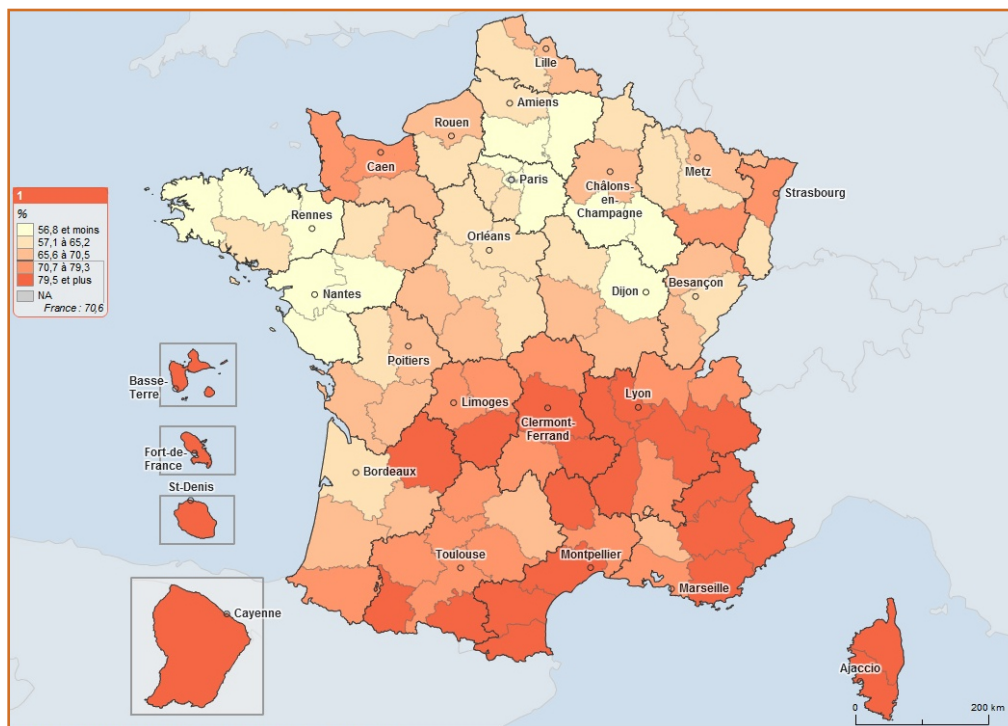 1
%
56,8 et moins
57,1 à 65,2
65,6 à 70,5
70,7 à 79,3
79,5 et plus
NA
France : 70,6
Lille
Amiens
Rouen
Caen
Paris
Châlons-
en-
Champagne
Metz
Strasbourg
Rennes
Orléans
Nantes
Dijon
Besançon
Poitiers
Limoges
Clermont-
Ferrand
Lyon
Bordeaux
Toulouse
Montpellier
Marseille
Basse-
Terre
Fort-de-
France
St-Denis
Cayenne
Ajaccio
0
200 km